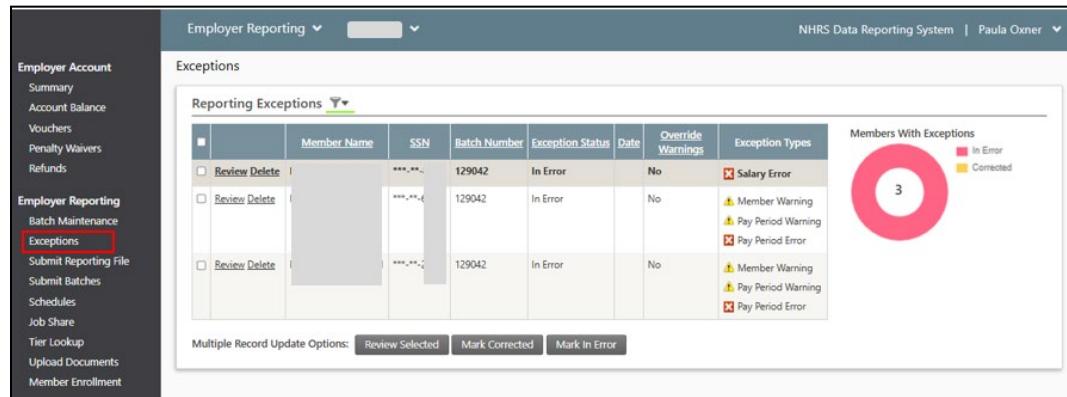 Employer Reporting
NHRS Data Reporting System | Paula Oxner
Employer Account
Summary
Account Balance
Vouchers
Penalty Waivers
Refunds
Employer Reporting
Batch Maintenance
Exceptions
Submit Reporting File
Submit Batches
Schedules
Job Share
Tier Lookup
Upload Documents
Member Enrollment
Exceptions
Reporting Exceptions
Member Name SSN Batch Number Exception Status Date Override Warnings Exception Types
Review Delete ***-**- 129042 In Error No Salary Error
Review Delete ***-**- 129042 In Error No Member Warning
Pay Period Warning
Pay Period Error
Review Delete ***-**-2 129042 In Error No Member Warning
Pay Period Warning
Pay Period Error
Multiple Record Update Options: Review Selected Mark Corrected Mark In Error
Members With Exceptions
In Error
Corrected
3